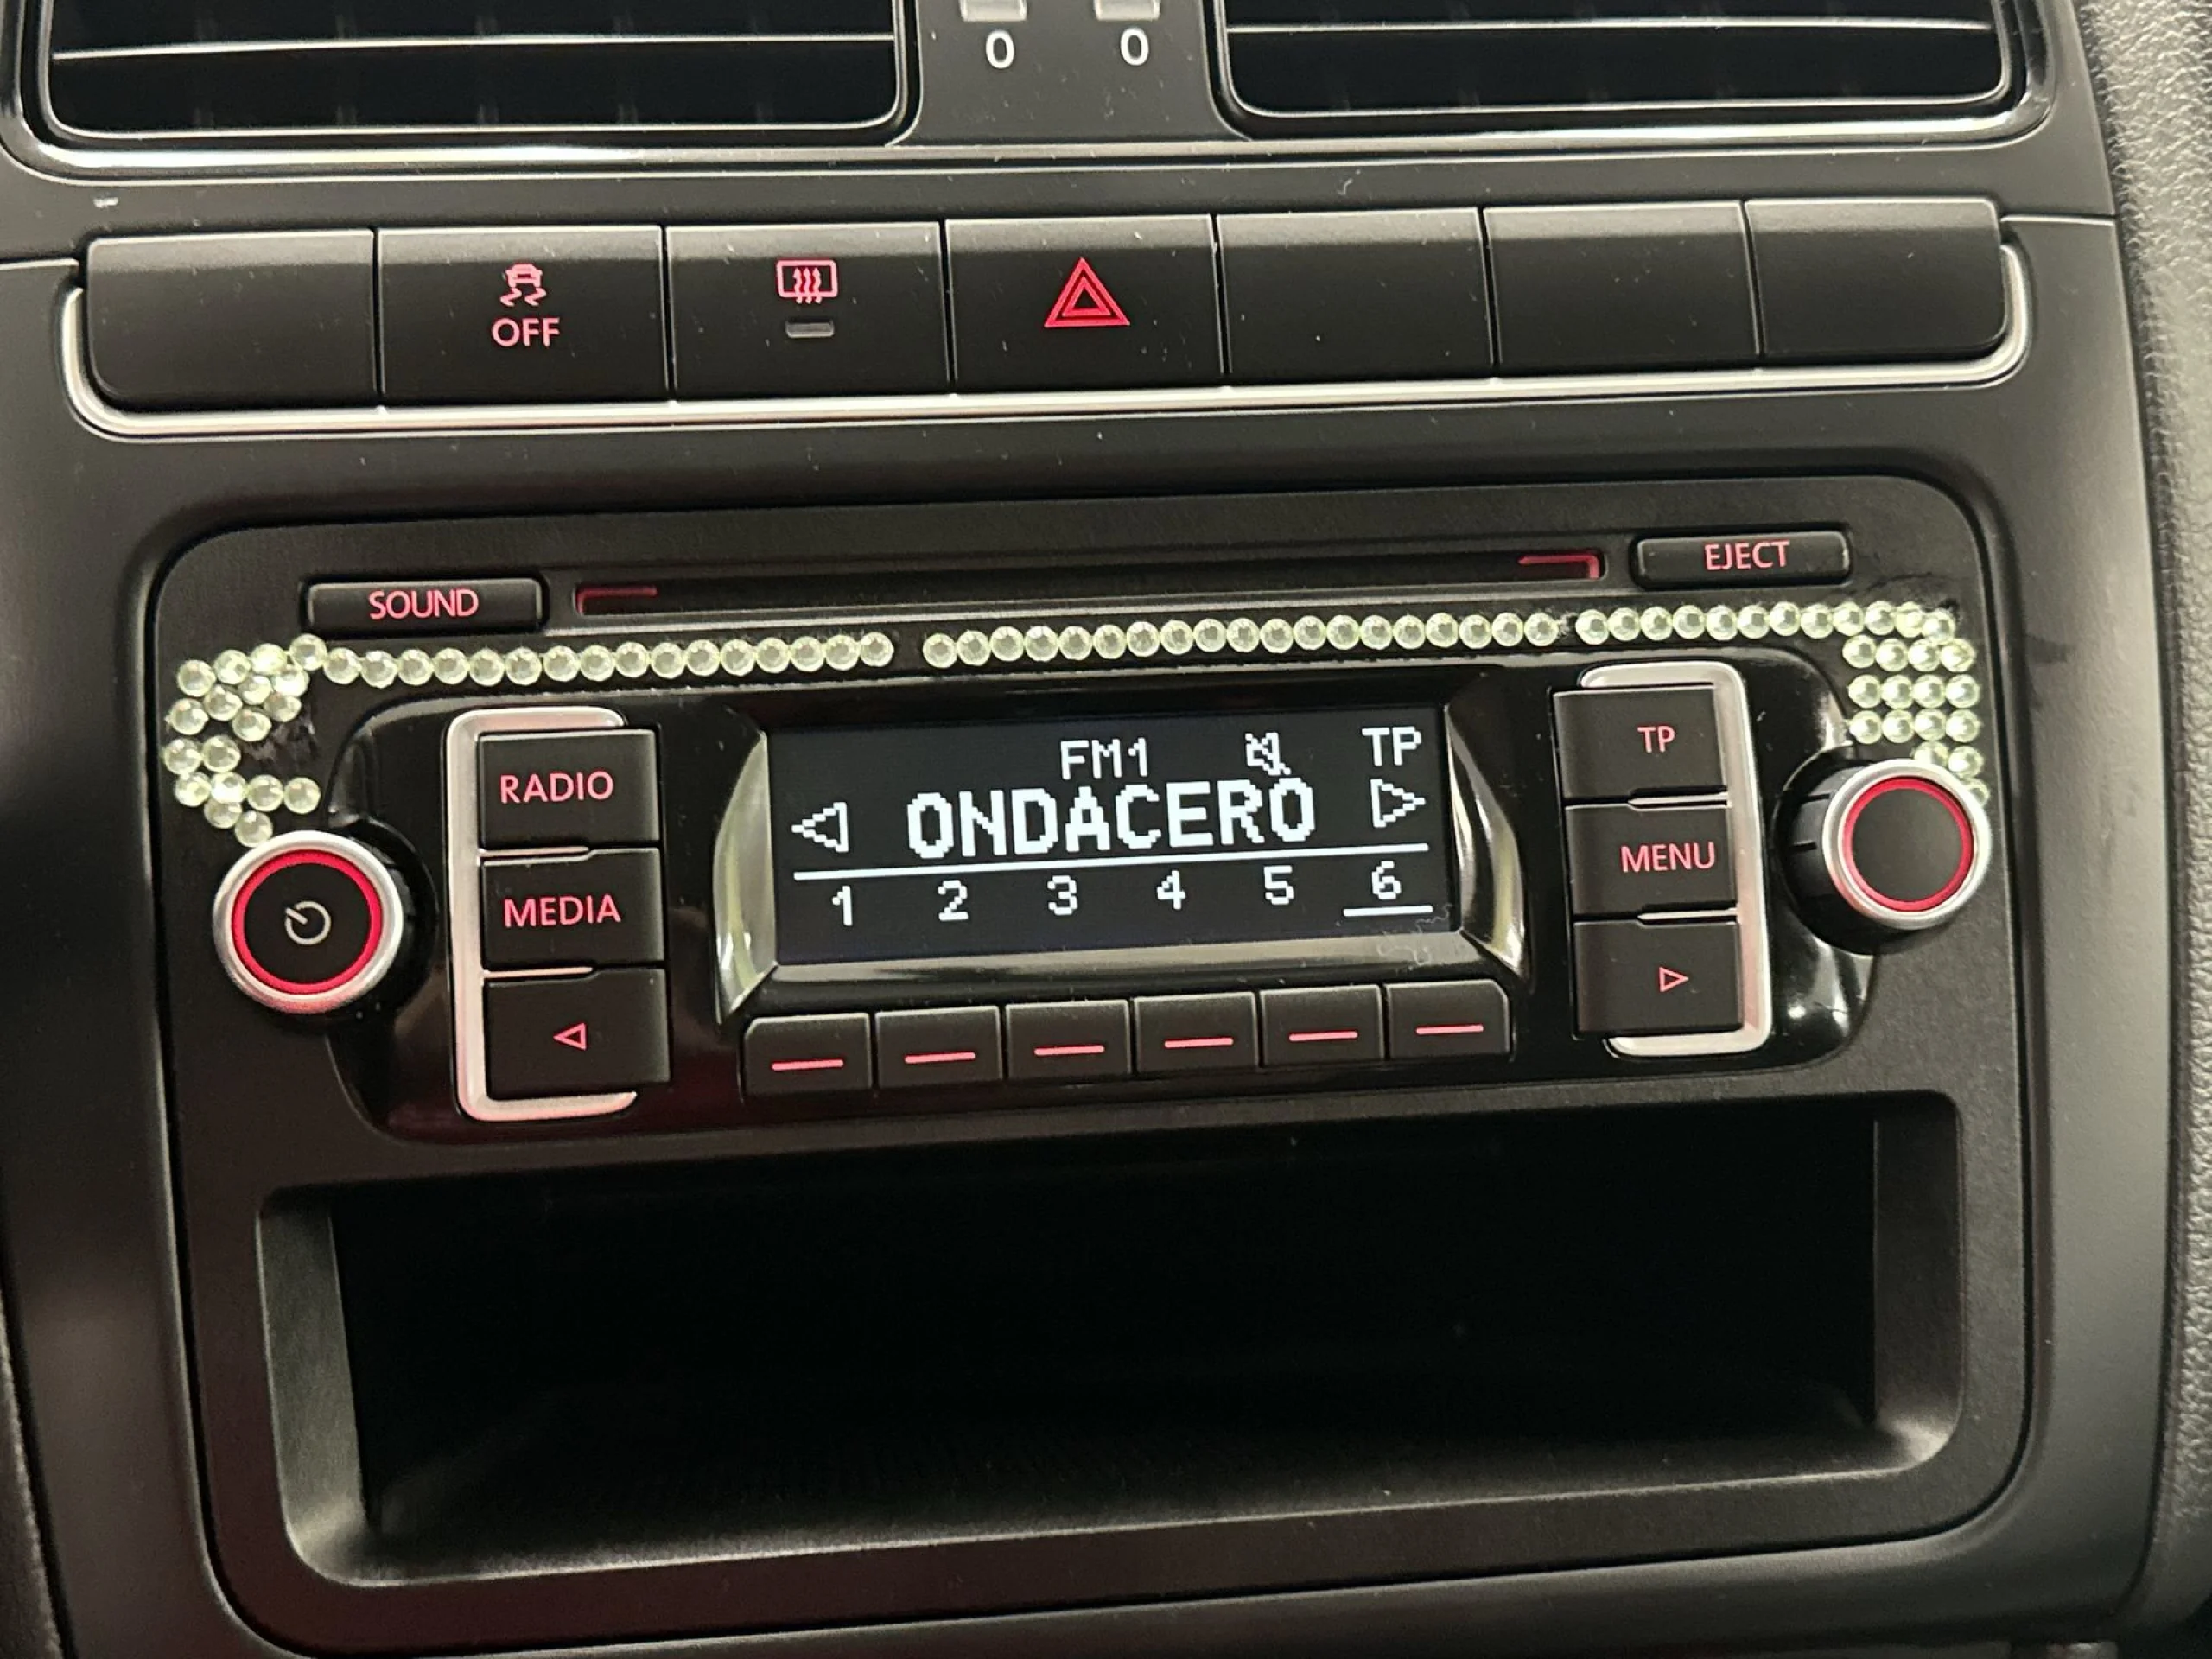 0 0
OFF
SOUND
EJECT
RADIO
MEDIA
FM1 TP
ONDACERO
1 2 3 4 5 6
TP
MENU